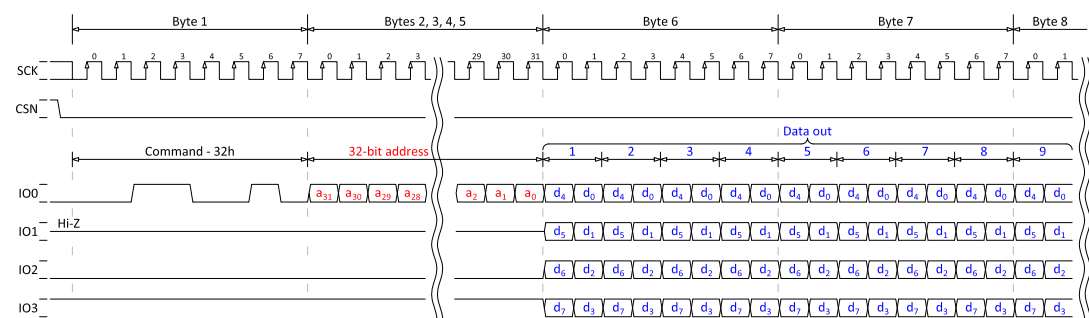 Byte 1 Bytes 2, 3, 4, 5 Byte 6 Byte 7 Byte 8
SCK 0 1 2 3 4 5 6 7 0 1 2 3 29 30 31 0 1 2 3 4 5 6 7 0 1 2 3 4 5 6 7 0 1
CSN
Data out
Command - 32h 32-bit address 1 2 3 4 5 6 7 8 9
IO0 a31 a30 a29 a28 a2 a1 a0 d4 d0 d4 d0 d4 d0 d4 d0 d4 d0 d4 d0 d4 d0 d4 d0 d4 d0
Hi-Z
IO1 d5 d1 d5 d1 d5 d1 d5 d1 d5 d1 d5 d1 d5 d1 d5 d1 d5 d1
IO2 d6 d2 d6 d2 d6 d2 d6 d2 d6 d2 d6 d2 d6 d2 d6 d2 d6 d2
IO3 d7 d3 d7 d3 d7 d3 d7 d3 d7 d3 d7 d3 d7 d3 d7 d3 d7 d3